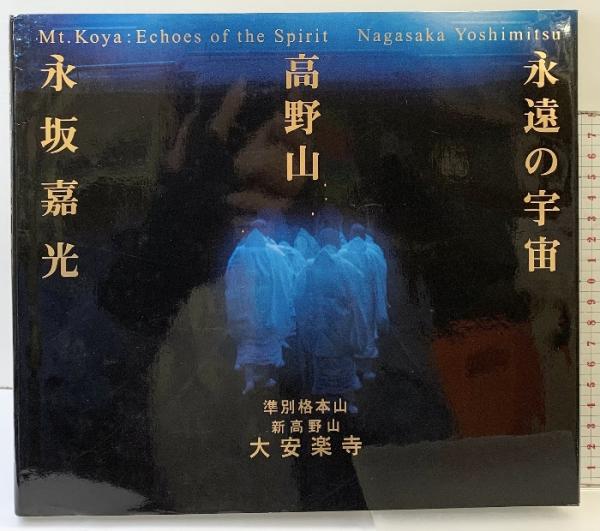 Mt.Koya:Echoes of the Spirit Nagasaka Yoshimitsu
永遠の宇宙
高野山
永坂嘉光
準別格本山
新高野山
大安楽寺